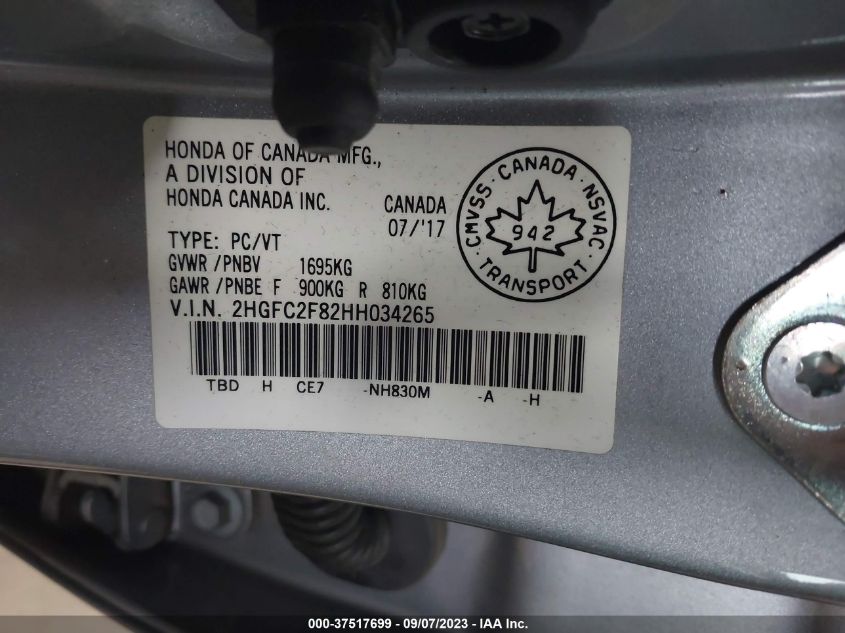 HONDA OF CANADA MFG.,
A DIVISION OF
HONDA CANADA INC.
CANADA
07/'17
TYPE: PC/VT
GVWR /PNBV 1695KG
GAWR /PNBE F 900KG R 810KG
V.I.N. 2HGFC2F82HH034265
TBD H CE7 -NH830M -A -H
CMVSS · CANADA · NSVAC
942
· TRANSPORT ·
000-37517699 - 09/07/2023 - IAA Inc.